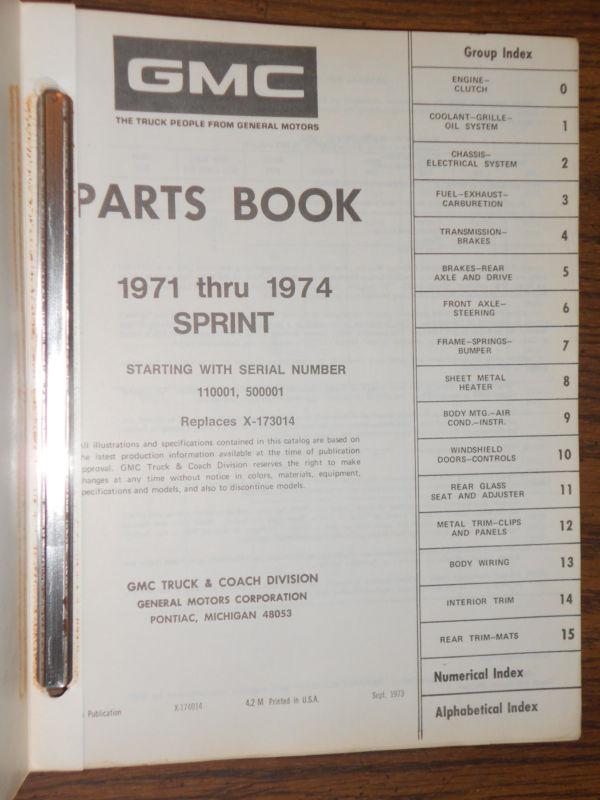 GMC
THE TRUCK PEOPLE FROM GENERAL MOTORS
PARTS BOOK
1971 thru 1974
SPRINT
STARTING WITH SERIAL NUMBER
110001, 500001
Replaces X-173014
All illustrations and specifications contained in this catalog are based on
the latest production information available at the time of publication
approval. GMC Truck & Coach Division reserves the right to make
changes at any time without notice in colors, materials, equipment,
specifications and models, and also to discontinue models.
GMC TRUCK & COACH DIVISION
GENERAL MOTORS CORPORATION
PONTIAC, MICHIGAN 48053
Publication X-174014 4.2 M Printed in U.S.A. Sept. 1973
Group Index
ENGINE–
CLUTCH 0
COOLANT–GRILLE–
OIL SYSTEM 1
CHASSIS–
ELECTRICAL SYSTEM 2
FUEL–EXHAUST–
CARBURETION 3
TRANSMISSION–
BRAKES 4
BRAKES–REAR
AXLE AND DRIVE 5
FRONT AXLE–
STEERING 6
FRAME–SPRINGS–
BUMPER 7
SHEET METAL
HEATER 8
BODY MTG.–AIR
COND.–INSTR. 9
WINDSHIELD
DOORS–CONTROLS 10
REAR GLASS
SEAT AND ADJUSTER 11
METAL TRIM–CLIPS
AND PANELS 12
BODY WIRING 13
INTERIOR TRIM 14
REAR TRIM–MATS 15
Numerical Index
Alphabetical Index